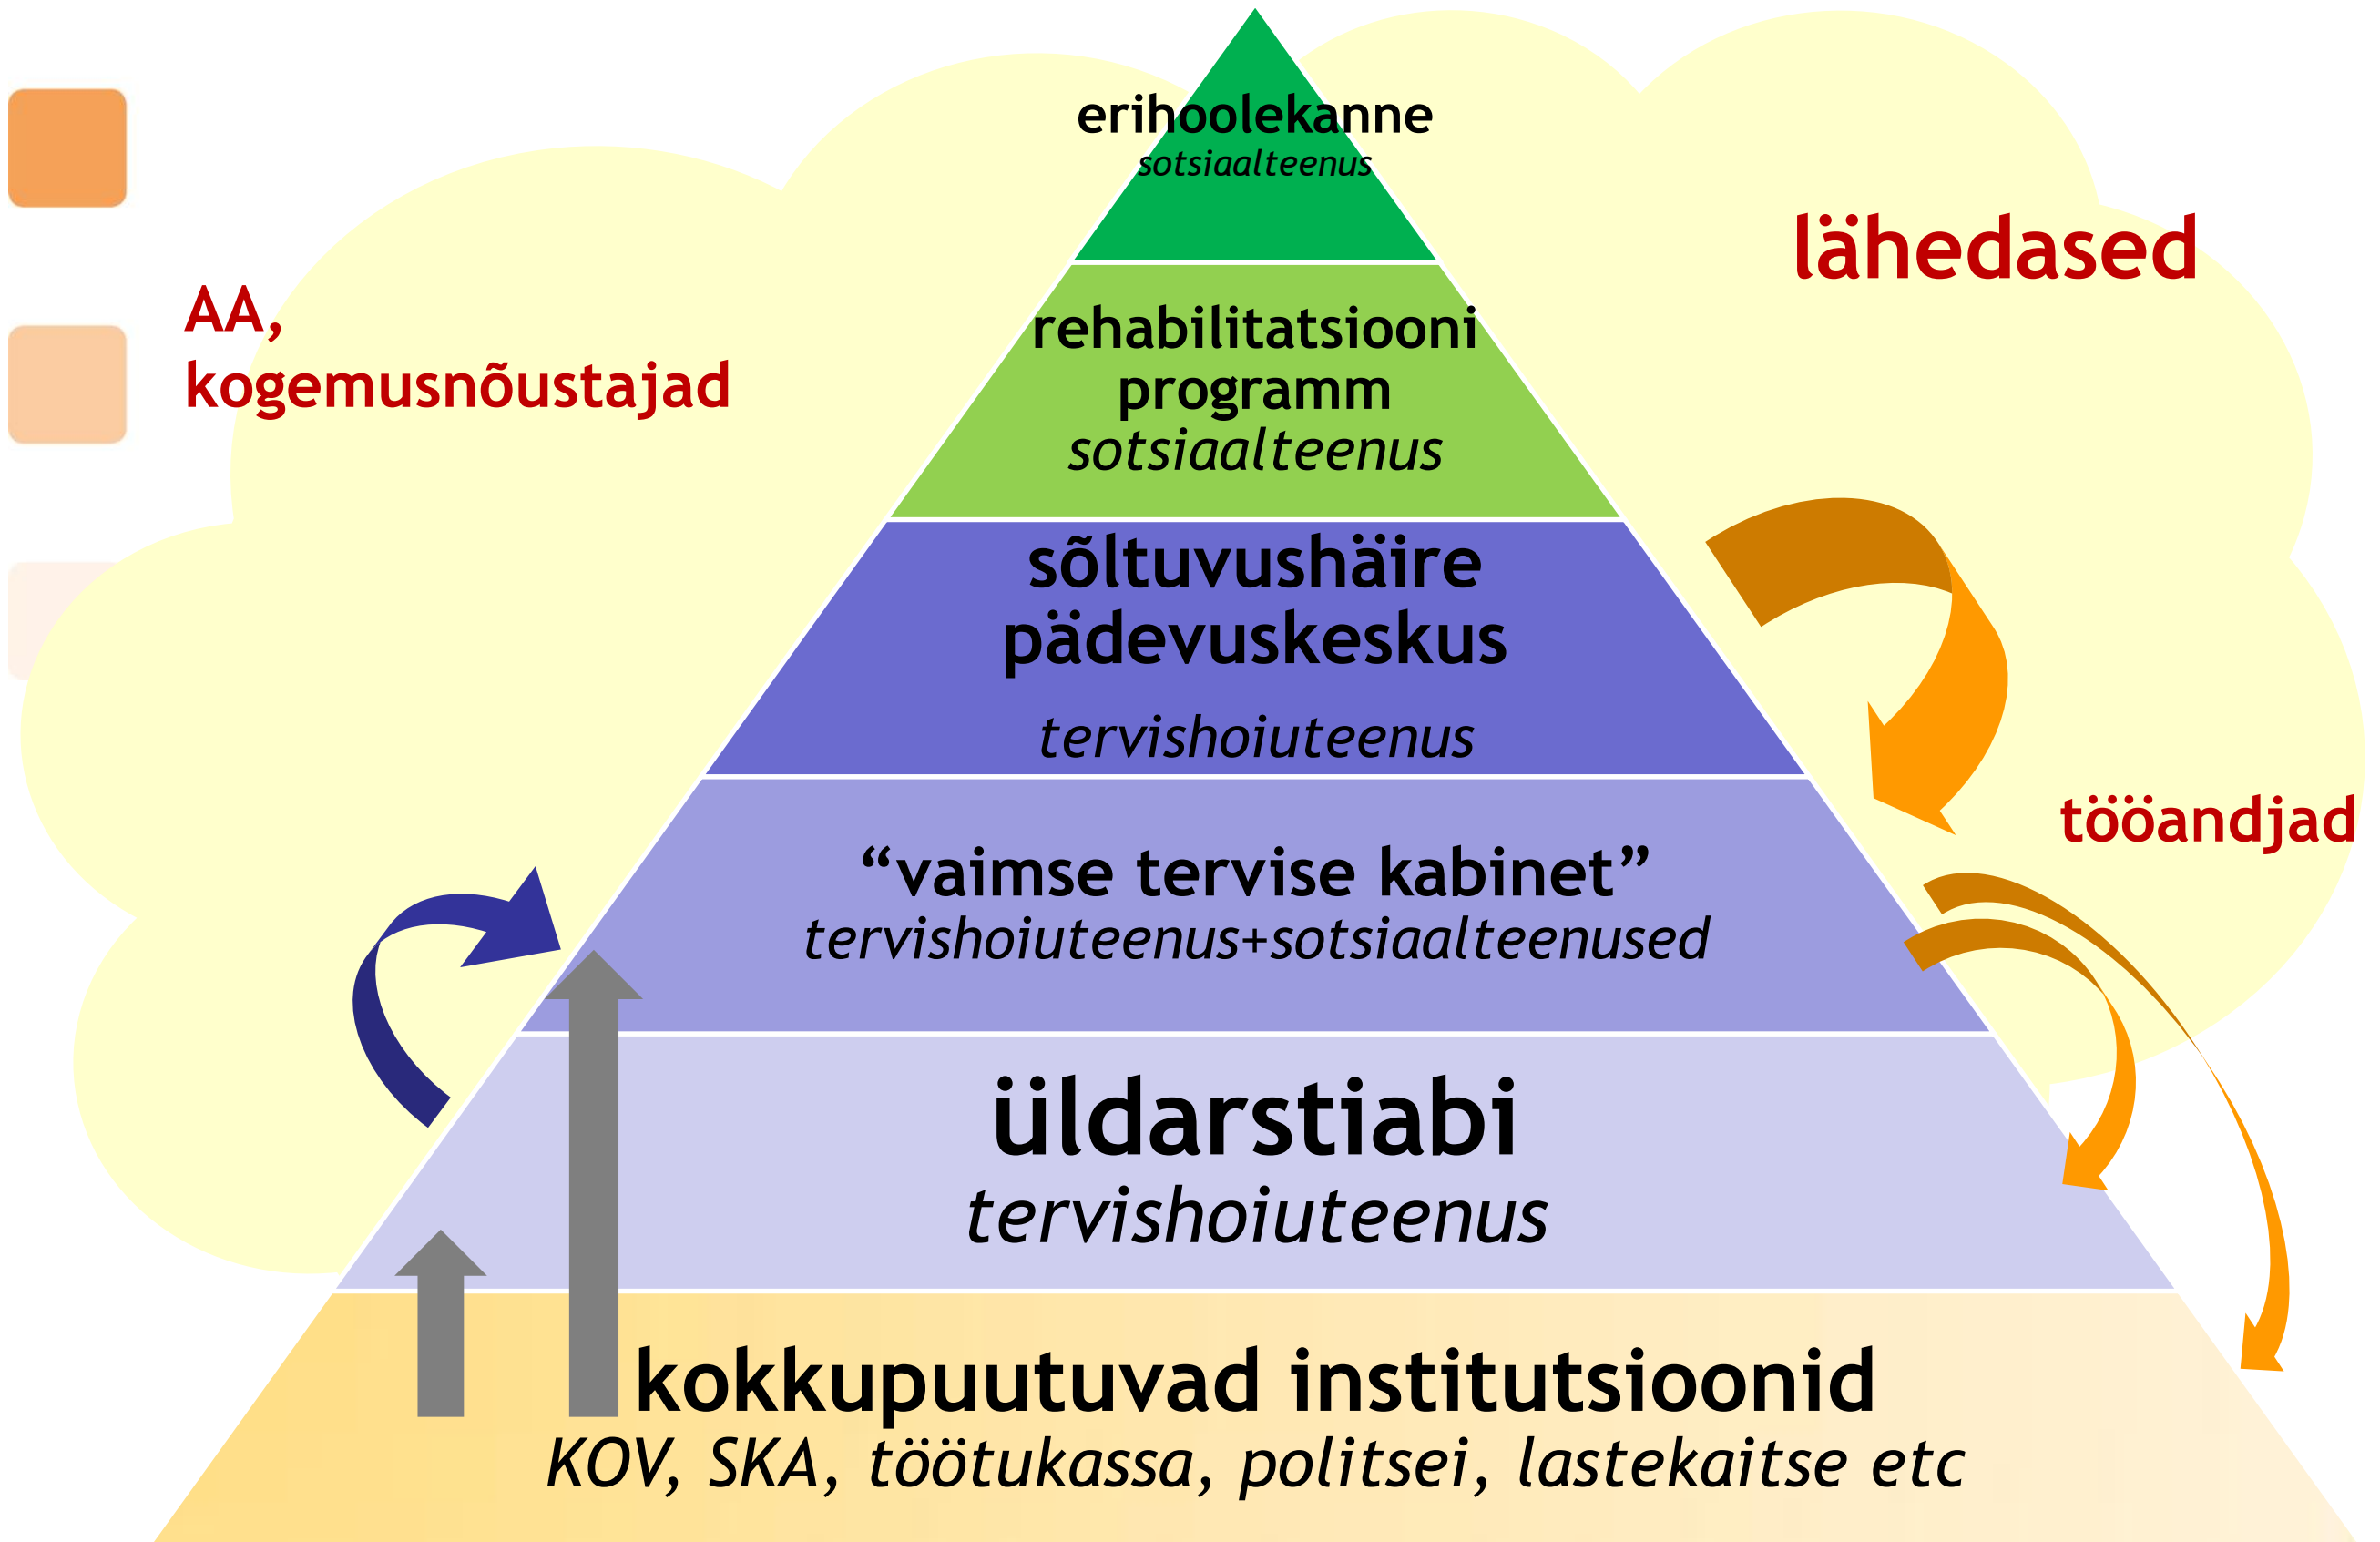 erihoolekanne
sotsiaalteenus
lähedased
AA,
kogemusnõustajad
rehabilitatsiooni
programm
sotsiaalteenus
sõltuvushäire
pädevuskeskus
tervishoiuteenus
tööandjad
“vaimse tervise kabinet”
tervishoiuteenus+sotsiaalteenused
üldarstiabi
tervishoiuteenus
kokkupuutuvad institutsioonid
KOV, SKA, töötukassa, politsei, lastekaitse etc